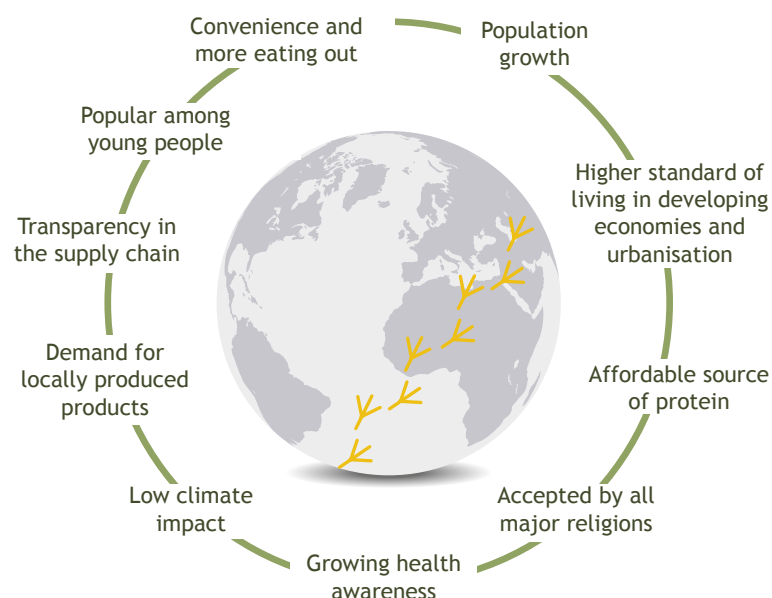 Convenience and
more eating out
Population
growth
Higher standard of
living in developing
economies and
urbanisation
Affordable source
of protein
Accepted by all
major religions
Growing health
awareness
Low climate
impact
Demand for
locally produced
products
Transparency in
the supply chain
Popular among
young people